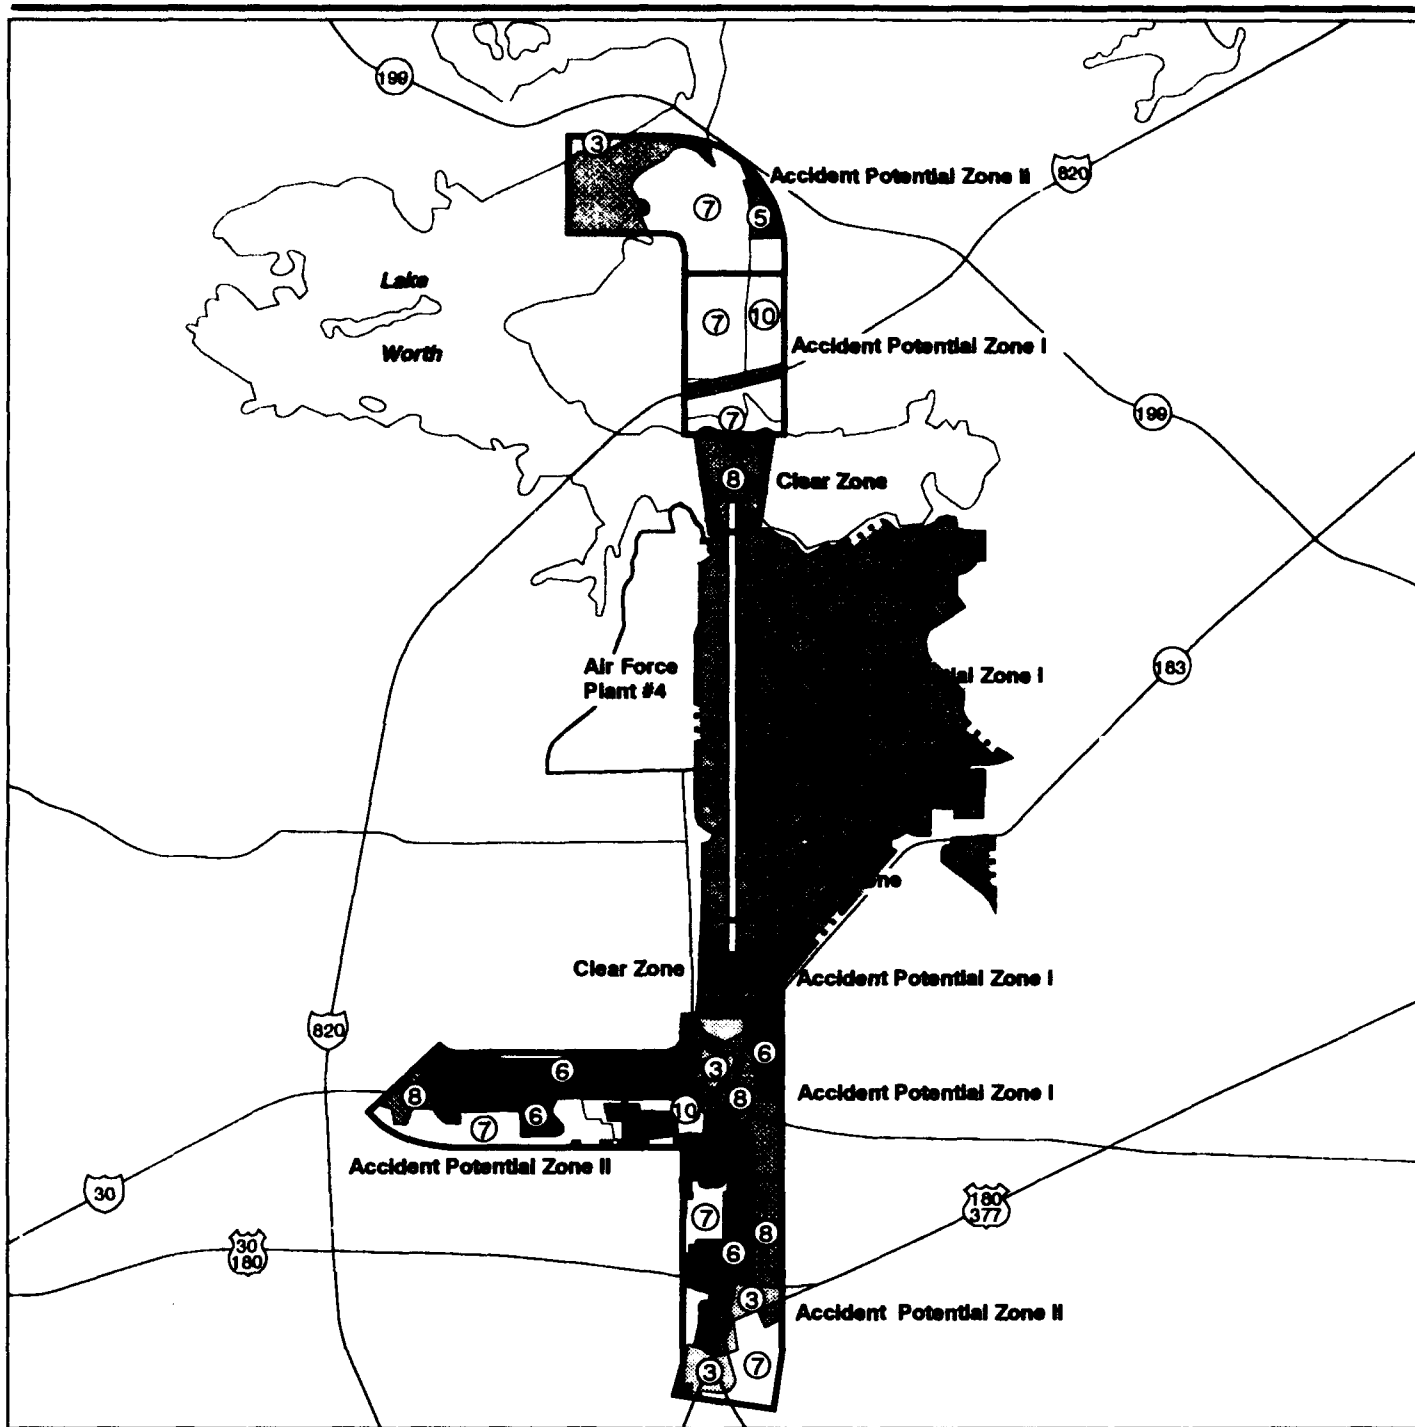 199
3
Accident Potential Zone II
820
7
5
Lake
7
10
Worth
Accident Potential Zone I
199
7
8
Clear Zone
Air Force
Plant #4
Zone I
183
Clear Zone
Accident Potential Zone I
820
6
6
3
8
8
Accident Potential Zone I
10
6
7
Accident Potential Zone II
30
180
377
7
8
30
180
6
3
Accident Potential Zone II
7
3